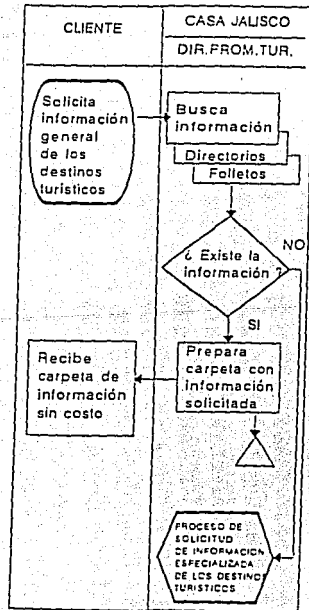 CLIENTE
CASA JALISCO
DIR.FROM.TUR.
Solicita
información
general
de los
destinos
turísticos
Busca
información
Directorios
Folletos
¿ Existe la
información ?
NO
SI
Prepara
carpeta con
información
solicitada
Recibe
carpeta de
información
sin costo
PROCESO DE
SOLICITUD
DE INFORMACION
ESPECIALIZADA
DE LOS DESTINOS
TURISTICOS